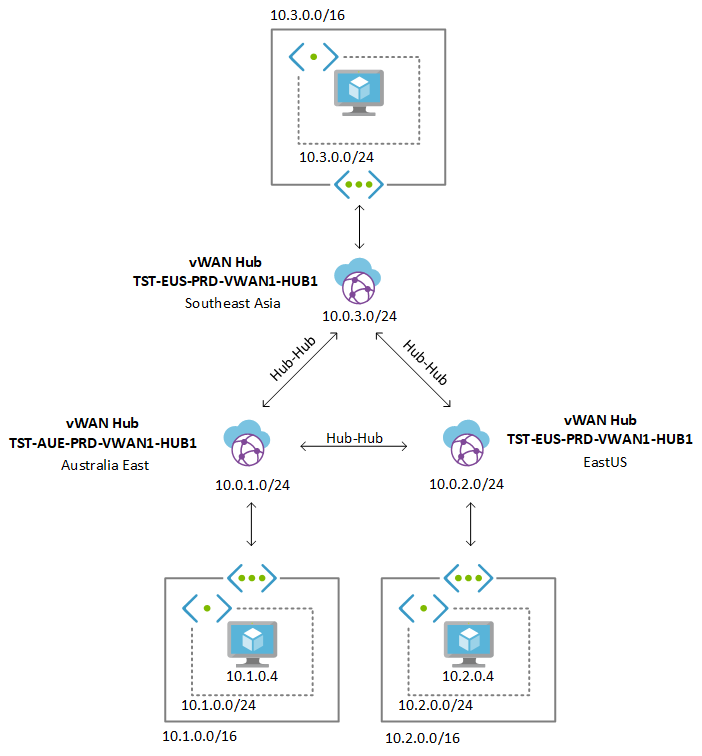 10.3.0.0/16
10.3.0.0/24
vWAN Hub
TST-EUS-PRD-VWAN1-HUB1
Southeast Asia
10.0.3.0/24
Hub-Hub
Hub-Hub
vWAN Hub
TST-AUE-PRD-VWAN1-HUB1
Australia East
10.0.1.0/24
Hub-Hub
vWAN Hub
TST-EUS-PRD-VWAN1-HUB1
EastUS
10.0.2.0/24
10.1.0.4
10.1.0.0/24
10.1.0.0/16
10.2.0.4
10.2.0.0/24
10.2.0.0/16